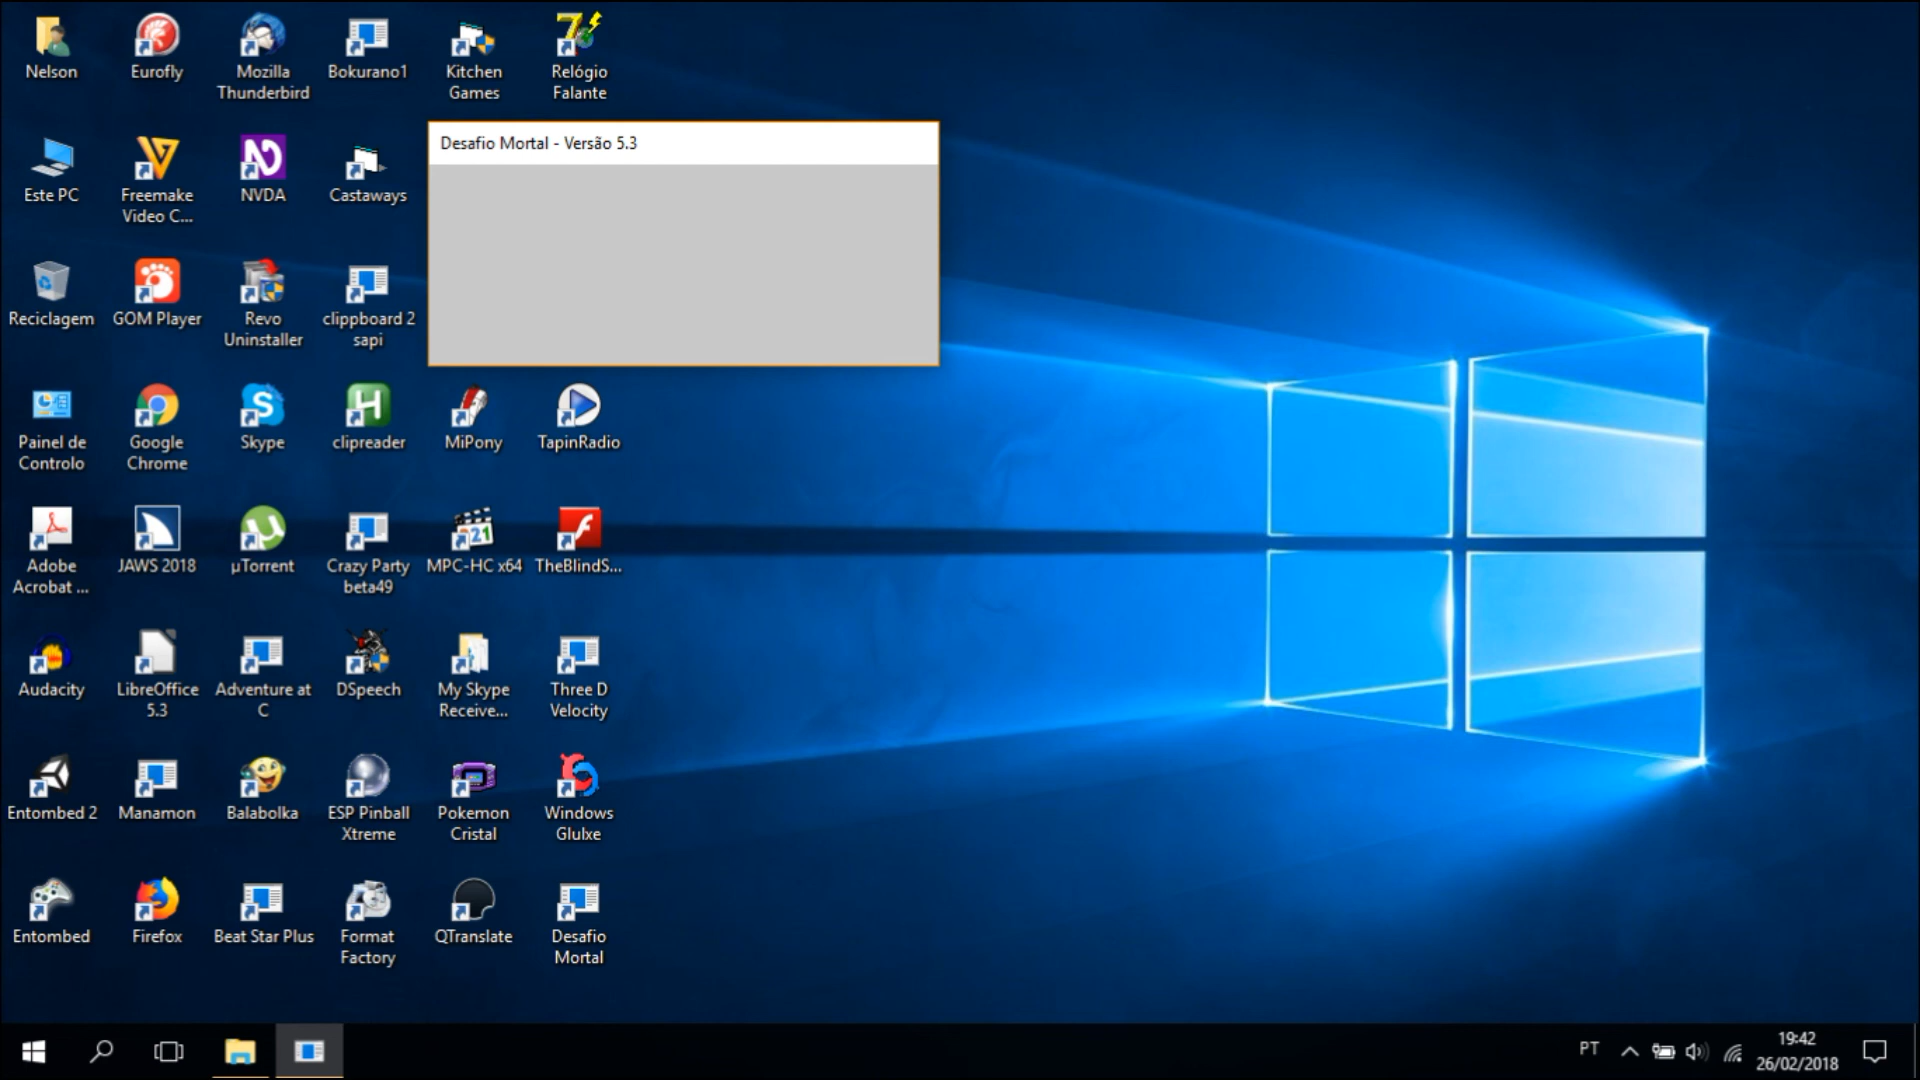 Nelson
Eurofly
Mozilla
Thunderbird
Bokurano1
Kitchen
Games
Relógio
Falante
Desafio Mortal - Versão 5.3
Este PC
Freemake
Video C...
NVDA
Castaways
Reciclagem
GOM Player
Revo
Uninstaller
clippboard 2
sapi
Painel de
Controlo
Google
Chrome
Skype
clipreader
MiPony
TapinRadio
Adobe
Acrobat ...
JAWS 2018
µTorrent
Crazy Party
beta49
321
MPC-HC x64
TheBlindS...
Audacity
LibreOffice
5.3
Adventure at
C
DSpeech
My Skype
Receive...
Three D
Velocity
Entombed 2
Manamon
Balabolka
ESP Pinball
Xtreme
Pokemon
Cristal
Windows
Glulxe
Entombed
Firefox
Beat Star Plus
Format
Factory
QTranslate
Desafio
Mortal
PT
19:42
26/02/2018